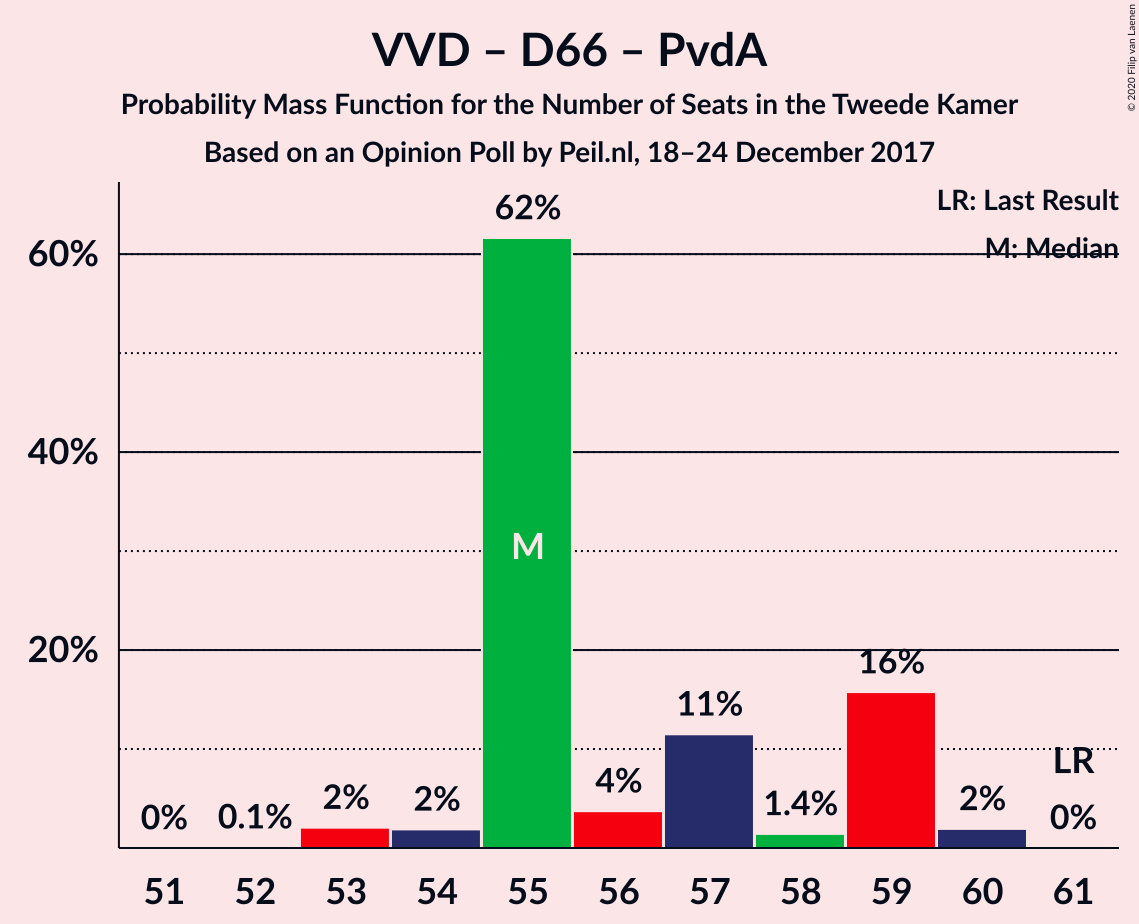 VVD – D66 – PvdA
Probability Mass Function for the Number of Seats in the Tweede Kamer
Based on an Opinion Poll by Peil.nl, 18–24 December 2017
© 2020 Filip van Laenen
LR: Last Result
M: Median
60%
40%
20%
0%
0.1%
2%
2%
62%
M
4%
11%
1.4%
16%
2%
LR
0%
51 52 53 54 55 56 57 58 59 60 61